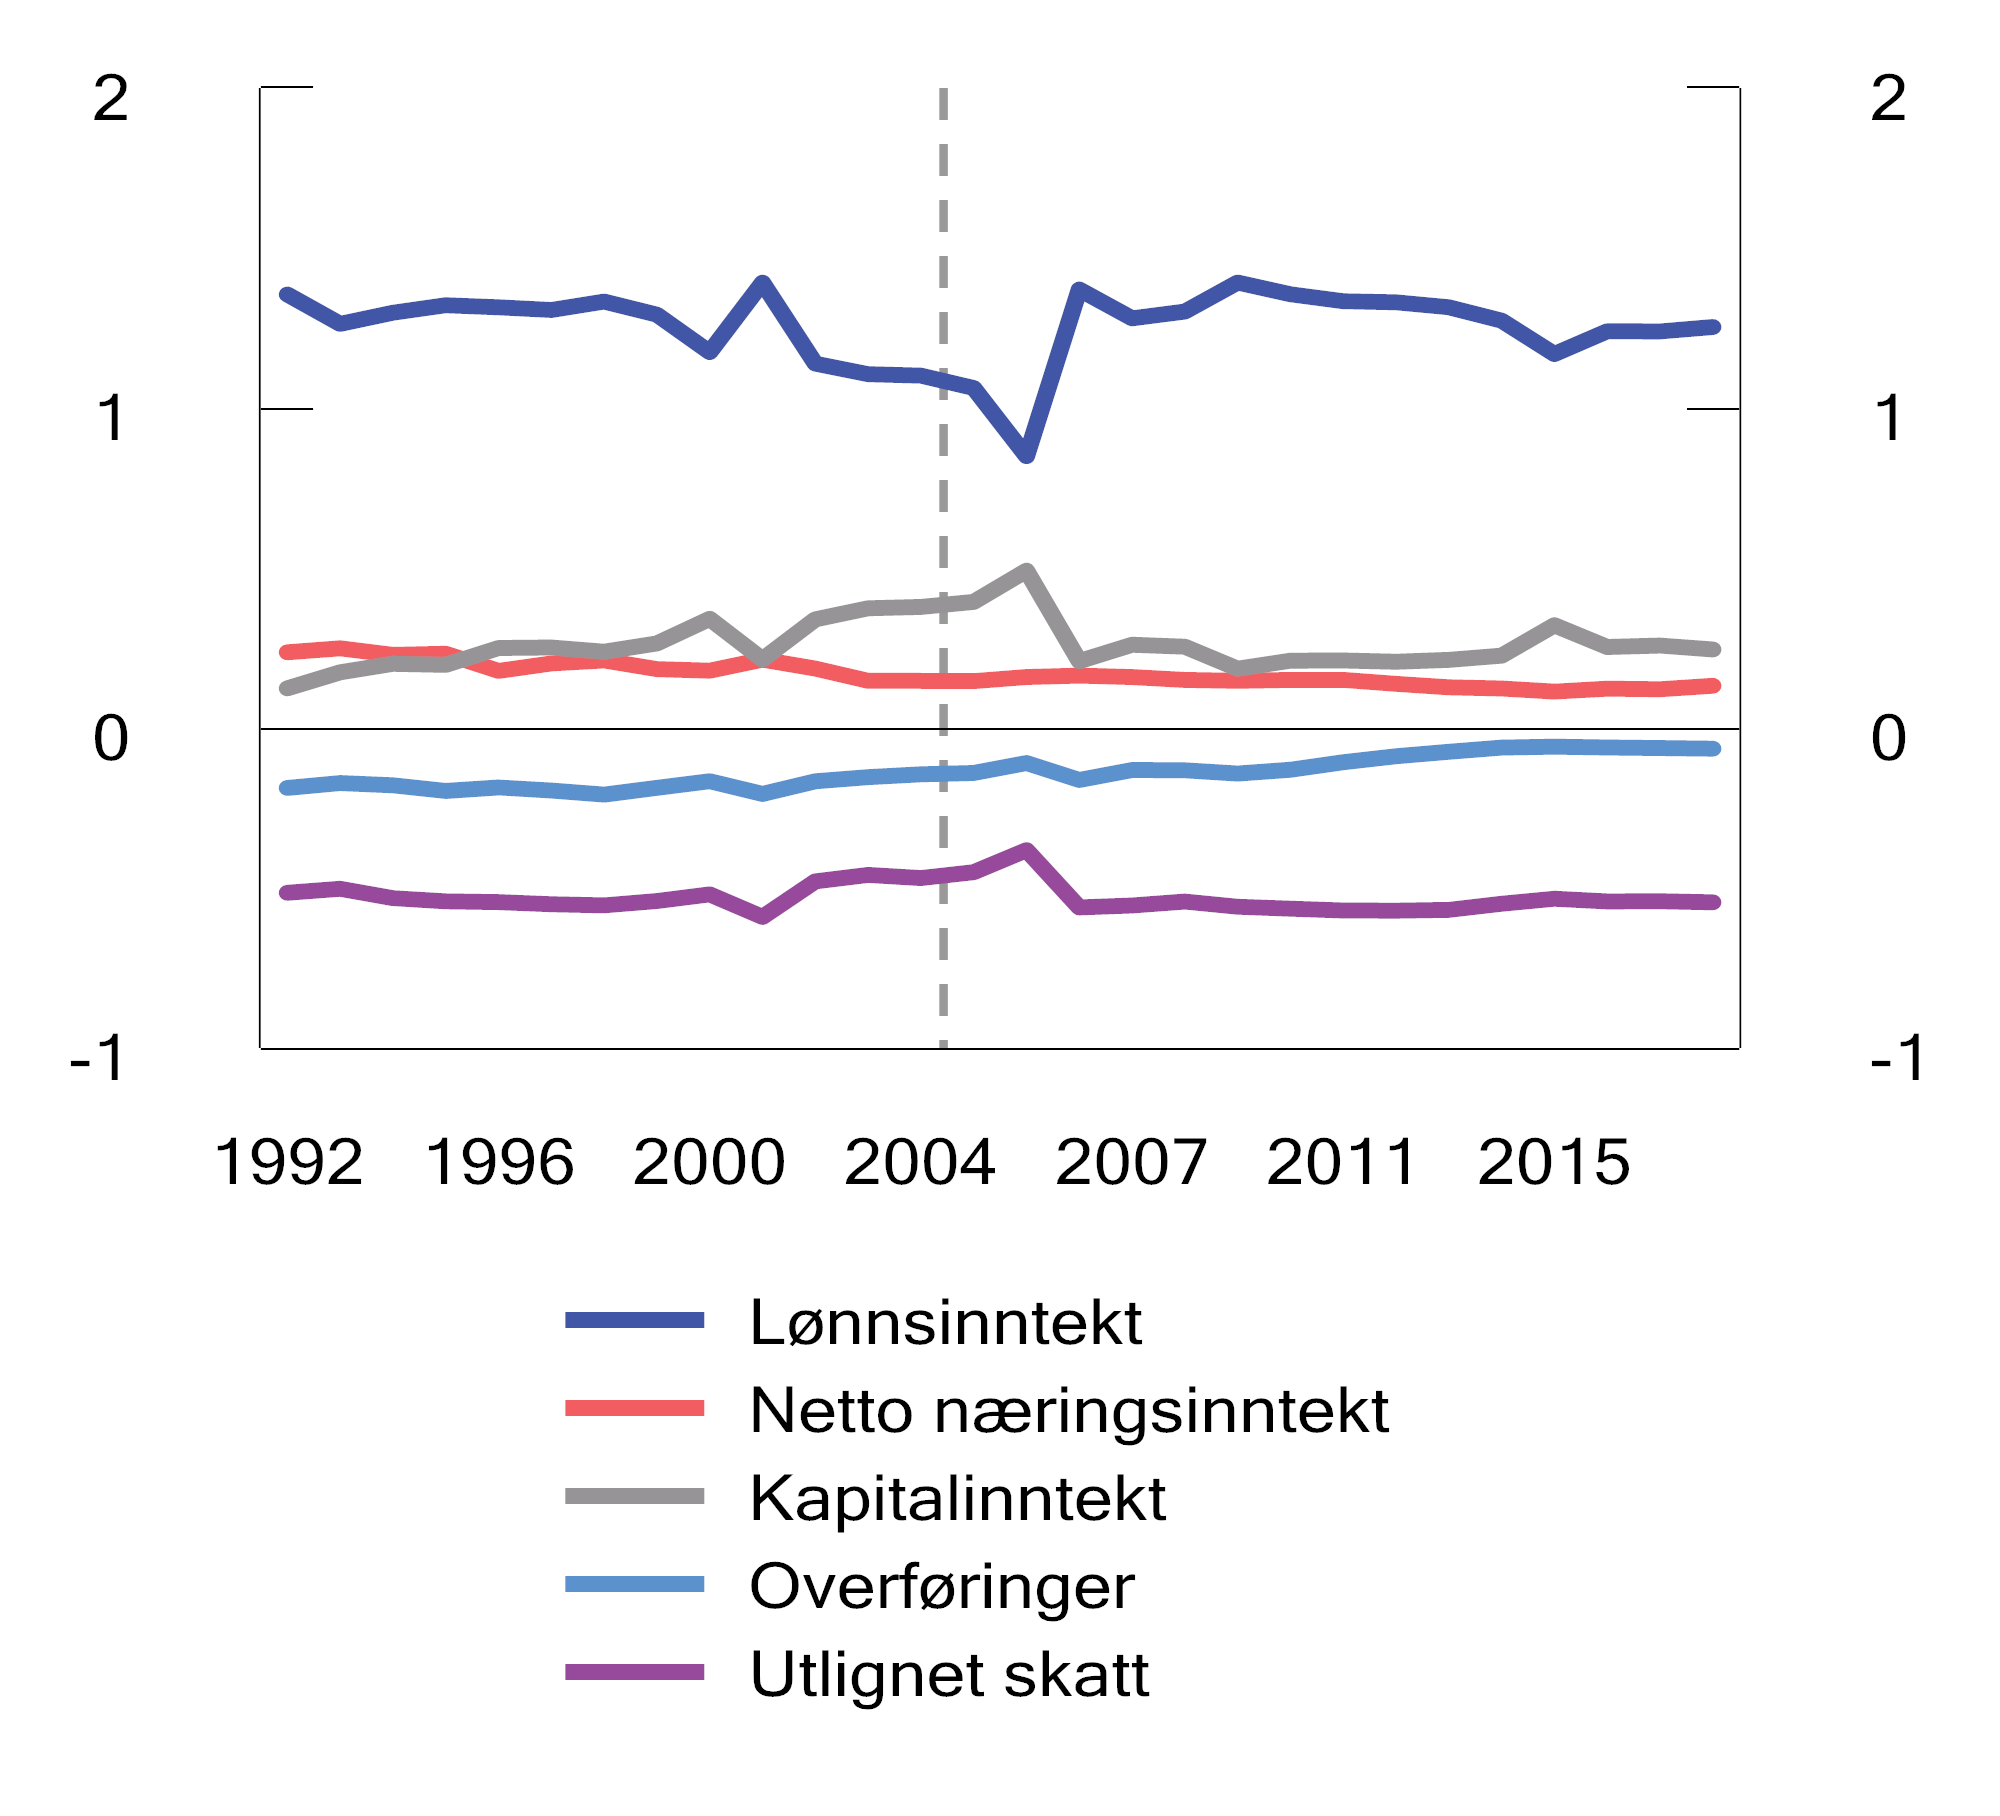 2 2
1 1
0 0
-1 -1
1992 1996 2000 2004 2007 2011 2015
Lønnsinntekt
Netto næringsinntekt
Kapitalinntekt
Overføringer
Utlignet skatt